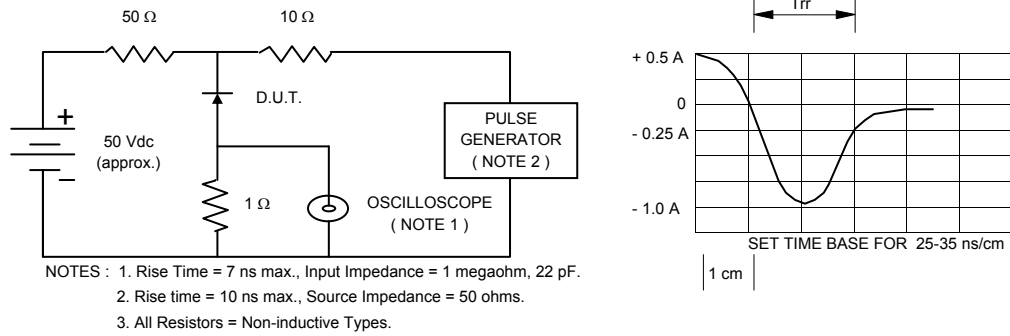 50 Ω
10 Ω
+
50 Vdc
(approx.)
−
D.U.T.
1 Ω
OSCILLOSCOPE
( NOTE 1 )
PULSE
GENERATOR
( NOTE 2 )
NOTES : 1. Rise Time = 7 ns max., Input Impedance = 1 megaohm, 22 pF.
2. Rise time = 10 ns max., Source Impedance = 50 ohms.
3. All Resistors = Non-inductive Types.
Trr
+ 0.5 A
0
- 0.25 A
- 1.0 A
SET TIME BASE FOR 25-35 ns/cm
1 cm